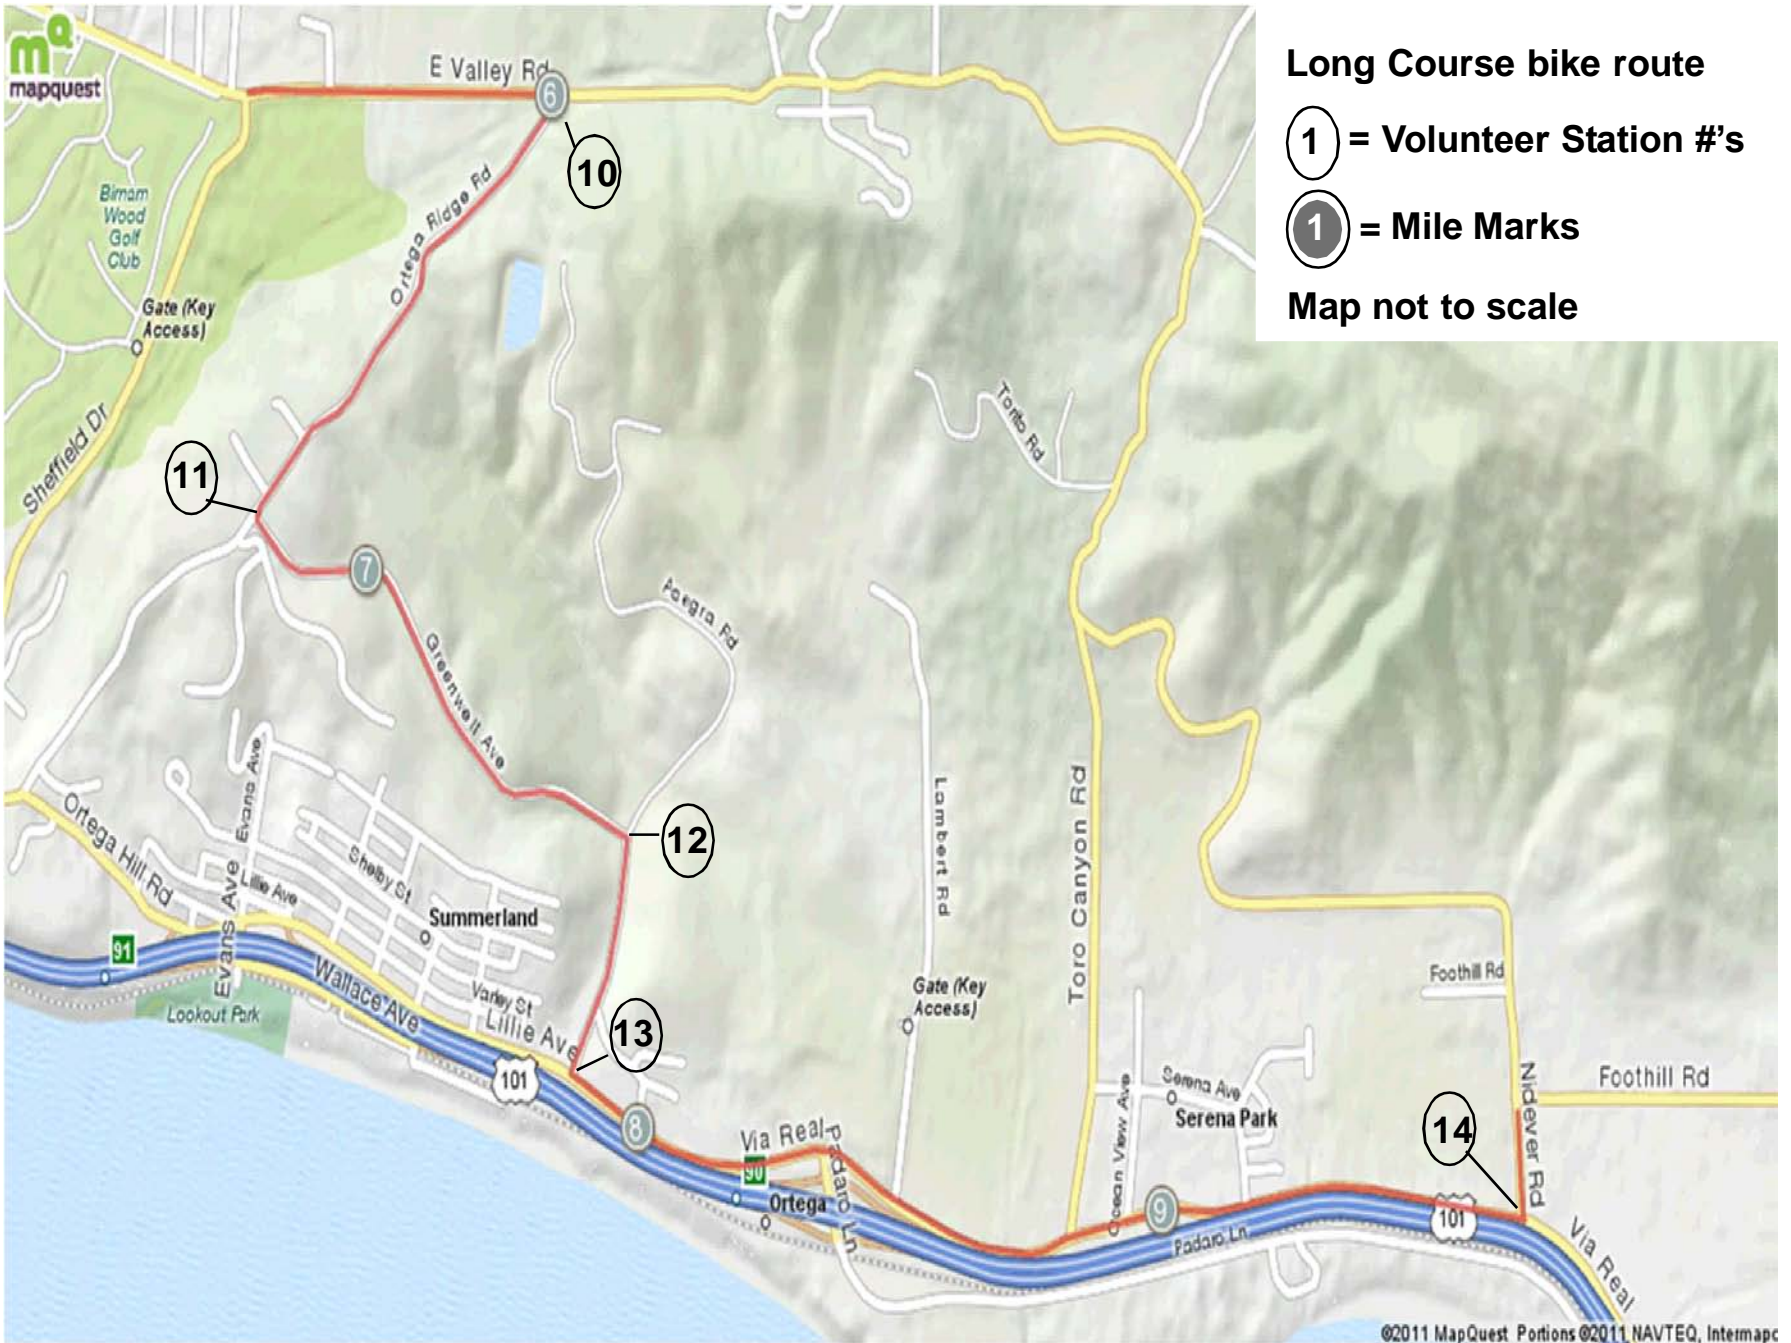 mapquest
E Valley Rd
6
10
Long Course bike route
1 = Volunteer Station #'s
1 = Mile Marks
Map not to scale
Birnam
Wood
Golf
Club
Ortega Ridge Rd
Gate (Key
Access)
Sheffield Dr
Torito Rd
11
7
Greenwell Ave
12
Evans Ave
Ortega Hill Rd
Shelby St
Lillie Ave
Evans Ave
Summerland
Lambert Rd
Toro Canyon Rd
91
Lookout Park
Wallace Ave
Varley St
Lillie Ave
101
13
8
Gate (Key
Access)
Via Real
90
Ortega
Padaro Ln
Ocean View Ave
Serena Ave
Serena Park
9
Padaro Ln
Foothill Rd
Foothill Rd
Nidever Rd
14
101
Via Real
©2011 MapQuest Portions ©2011 NAVTEQ, Intermap